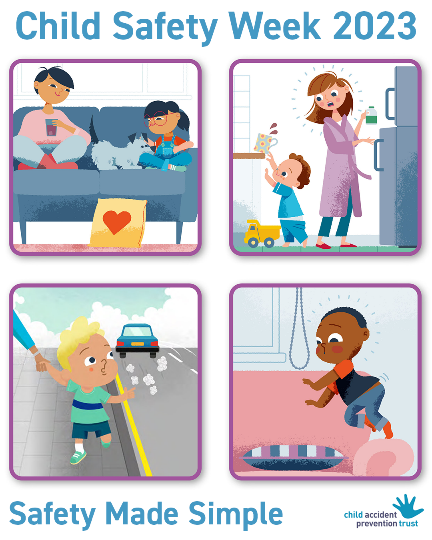 Child Safety Week 2023
Safety Made Simple
child accident
prevention trust